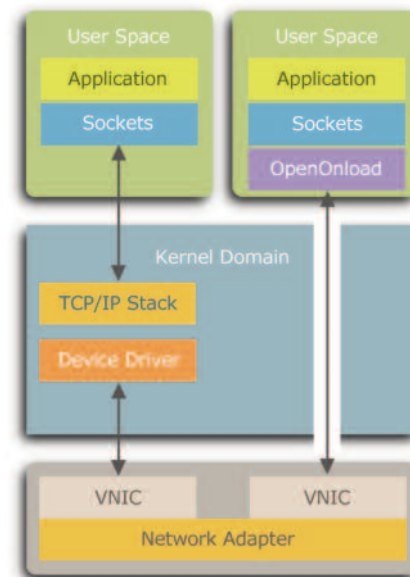 User Space
Application
Sockets
User Space
Application
Sockets
OpenOnload
Kernel Domain
TCP/IP Stack
Device Driver
VNIC
VNIC
Network Adapter